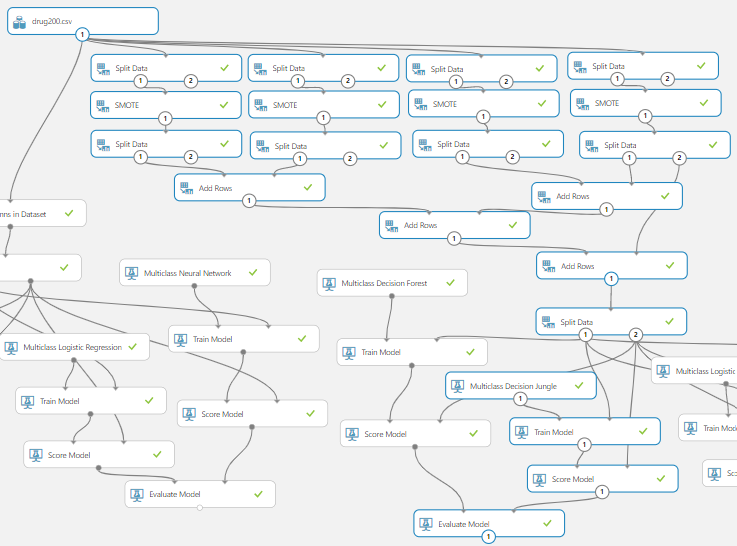 drug200.csv
1
Split Data
Split Data
Split Data
Split Data
1 2
1 2
1 2
1 2
SMOTE
SMOTE
SMOTE
SMOTE
1
1
1
1
Split Data
Split Data
Split Data
Split Data
1 2
1 2
1 2
1 2
Add Rows
1
Add Rows
1
nns in Dataset
Add Rows
1
Add Rows
1
Multiclass Neural Network
Multiclass Decision Forest
Split Data
1 2
Train Model
Multiclass Logistic Regression
Train Model
Multiclass Logistic
Multiclass Decision Jungle
1
Train Model
Score Model
Train Mod
Score Model
Train Model
1
Score Model
Score Model
1
Sc
Evaluate Model
Evaluate Model
1